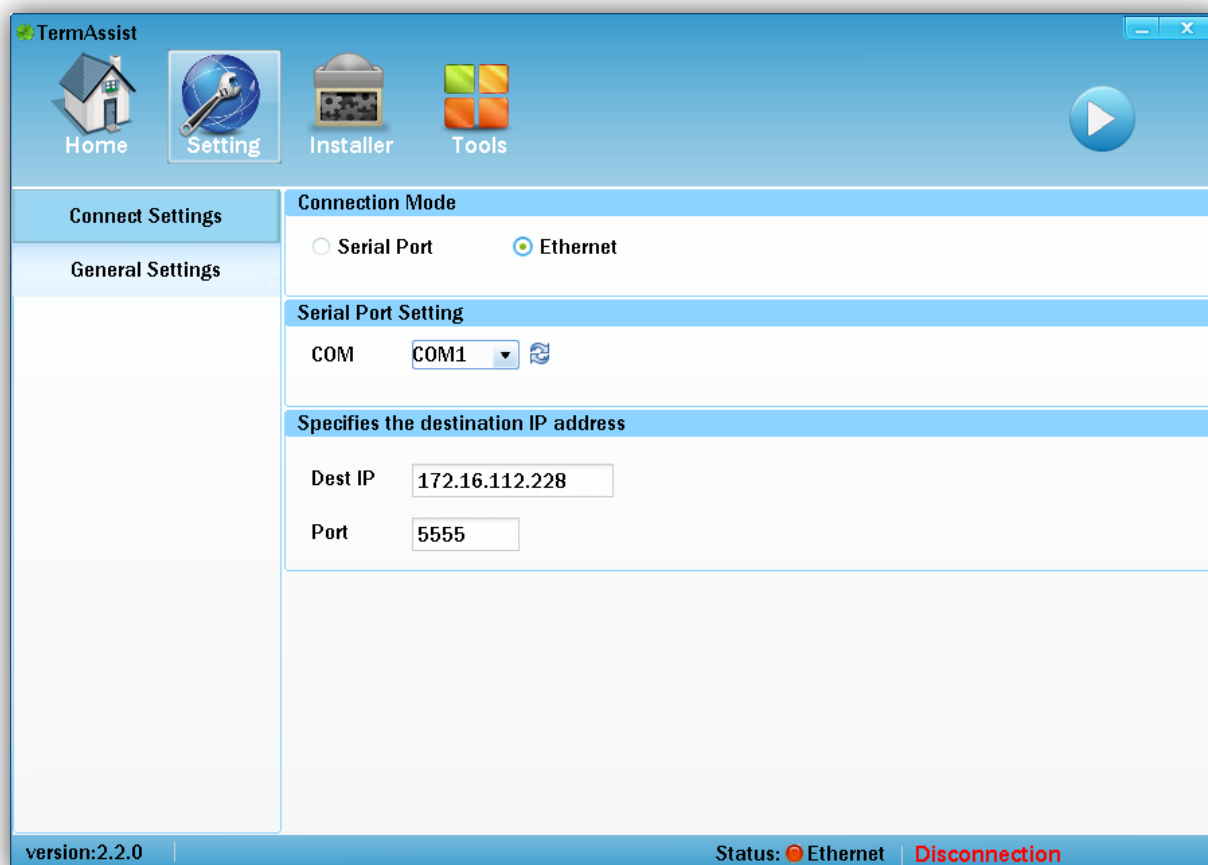 TermAssist
Home Setting Installer Tools
Connect Settings
General Settings
Connection Mode
Serial Port Ethernet
Serial Port Setting
COM COM1
Specifies the destination IP address
Dest IP 172.16.112.228
Port 5555
version:2.2.0 Status: Ethernet Disconnection